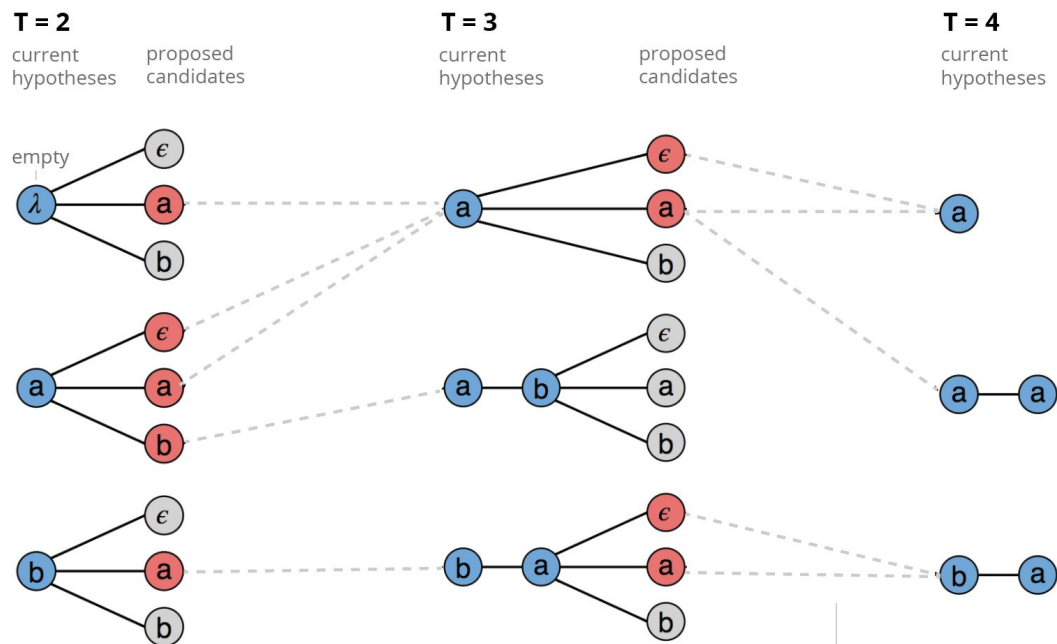 T = 2
current hypotheses
proposed candidates
empty
λ
ϵ
a
b
a
ϵ
a
b
b
ϵ
a
b
T = 3
current hypotheses
proposed candidates
a
ϵ
a
b
a b
ϵ
a
b
b a
ϵ
a
b
T = 4
current hypotheses
a
a a
b a